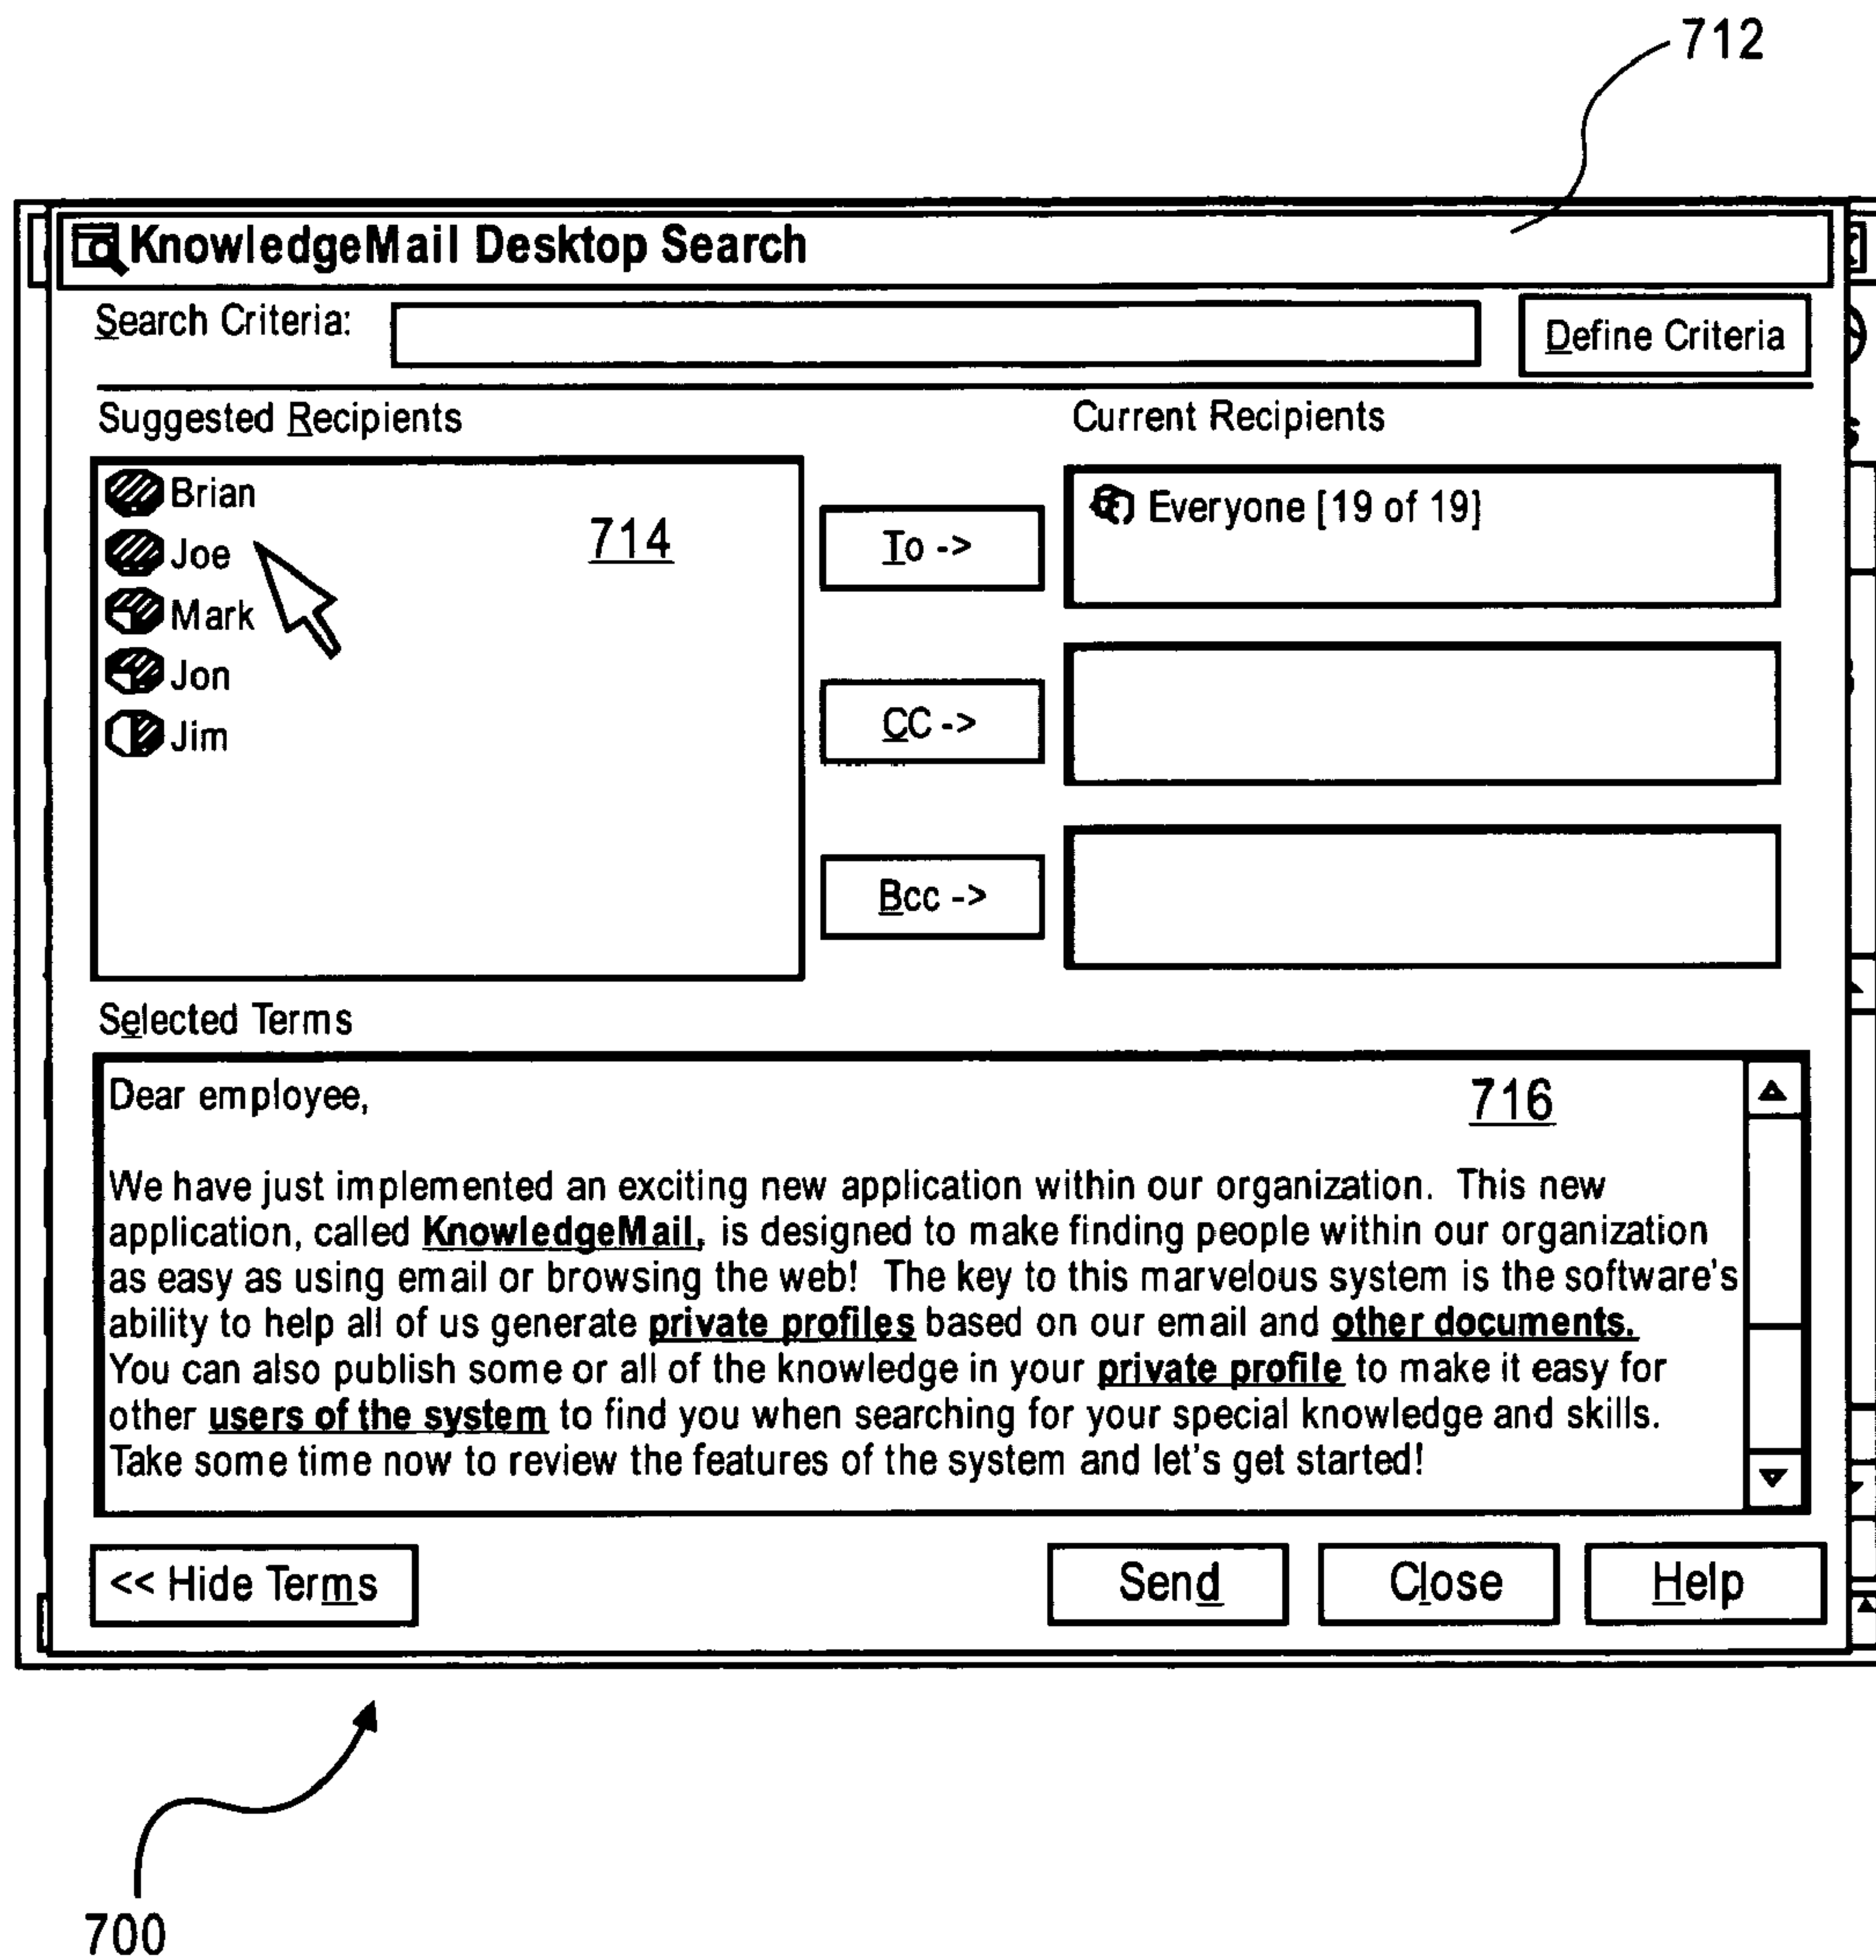 712
KnowledgeMail Desktop Search
Search Criteria:
Define Criteria
Suggested Recipients
Current Recipients
Brian
Joe
Mark
Jon
Jim
714
To ->
CC ->
Bcc ->
Everyone [19 of 19]
Selected Terms
Dear employee,
716
We have just implemented an exciting new application within our organization. This new
application, called KnowledgeMail, is designed to make finding people within our organization
as easy as using email or browsing the web! The key to this marvelous system is the software's
ability to help all of us generate private profiles based on our email and other documents.
You can also publish some or all of the knowledge in your private profile to make it easy for
other users of the system to find you when searching for your special knowledge and skills.
Take some time now to review the features of the system and let's get started!
<< Hide Terms
Send
Close
Help
700